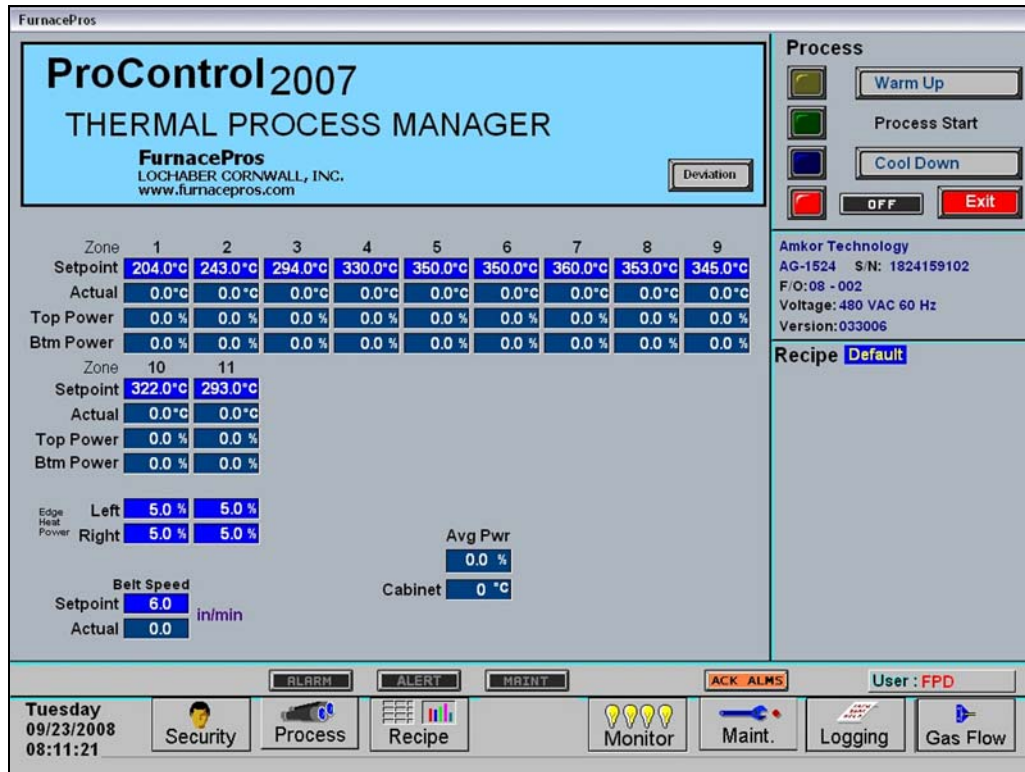 FurnacePros
ProControl 2007
THERMAL PROCESS MANAGER
FurnacePros
LOCHABER CORNWALL, INC.
www.furnacepros.com
Deviation
Process
Warm Up
Process Start
Cool Down
OFF
Exit
Amkor Technology
AG-1524 S/N: 1824159102
F/O:08 - 002
Voltage: 480 VAC 60 Hz
Version:033006
Recipe Default
Zone 1 2 3 4 5 6 7 8 9
Setpoint 204.0°C 243.0°C 294.0°C 330.0°C 350.0°C 350.0°C 360.0°C 353.0°C 345.0°C
Actual 0.0°C 0.0°C 0.0°C 0.0°C 0.0°C 0.0°C 0.0°C 0.0°C 0.0°C
Top Power 0.0 % 0.0 % 0.0 % 0.0 % 0.0 % 0.0 % 0.0 % 0.0 % 0.0 %
Btm Power 0.0 % 0.0 % 0.0 % 0.0 % 0.0 % 0.0 % 0.0 % 0.0 % 0.0 %
Zone 10 11
Setpoint 322.0°C 293.0°C
Actual 0.0°C 0.0°C
Top Power 0.0 % 0.0 %
Btm Power 0.0 % 0.0 %
Edge Heat Power
Left 5.0 % 5.0 %
Right 5.0 % 5.0 %
Avg Pwr
0.0 %
Cabinet 0 °C
Belt Speed
Setpoint 6.0
in/min
Actual 0.0
ALARM ALERT MAINT ACK ALMS User : FPD
Tuesday
09/23/2008
08:11:21
Security Process Recipe Monitor Maint. Logging Gas Flow